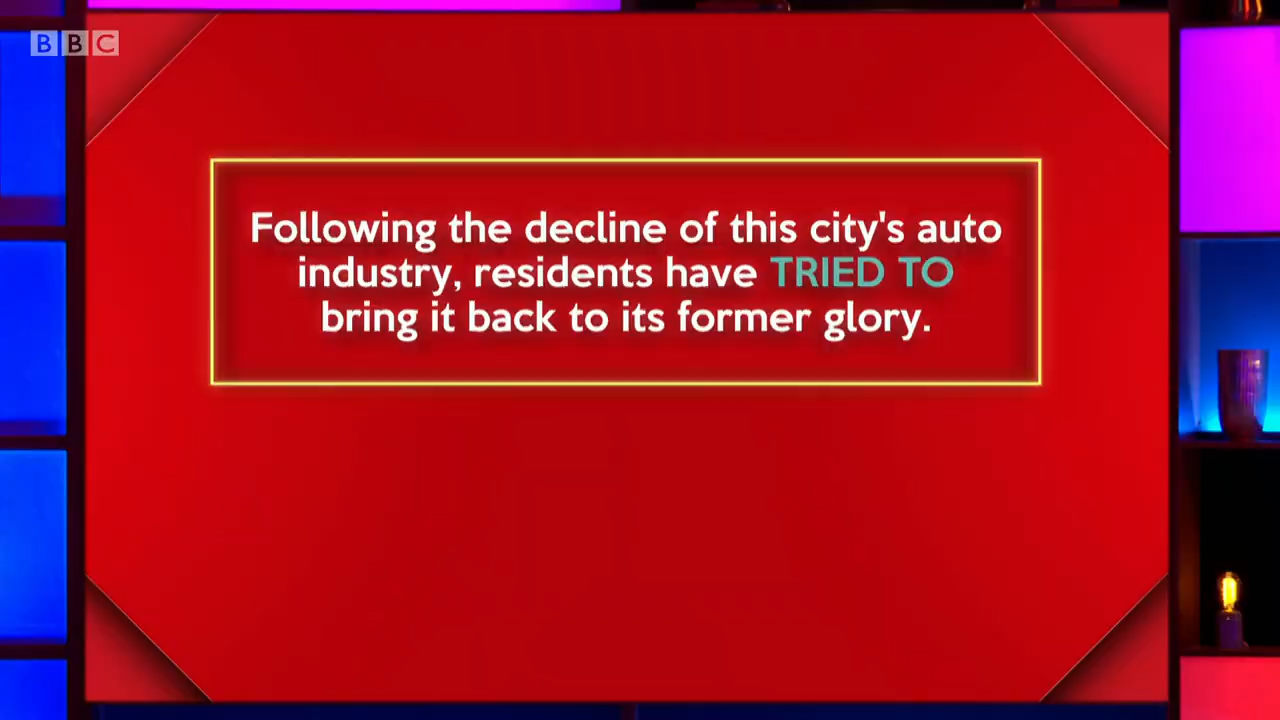 BBC
Following the decline of this city's auto
industry, residents have TRIED TO
bring it back to its former glory.